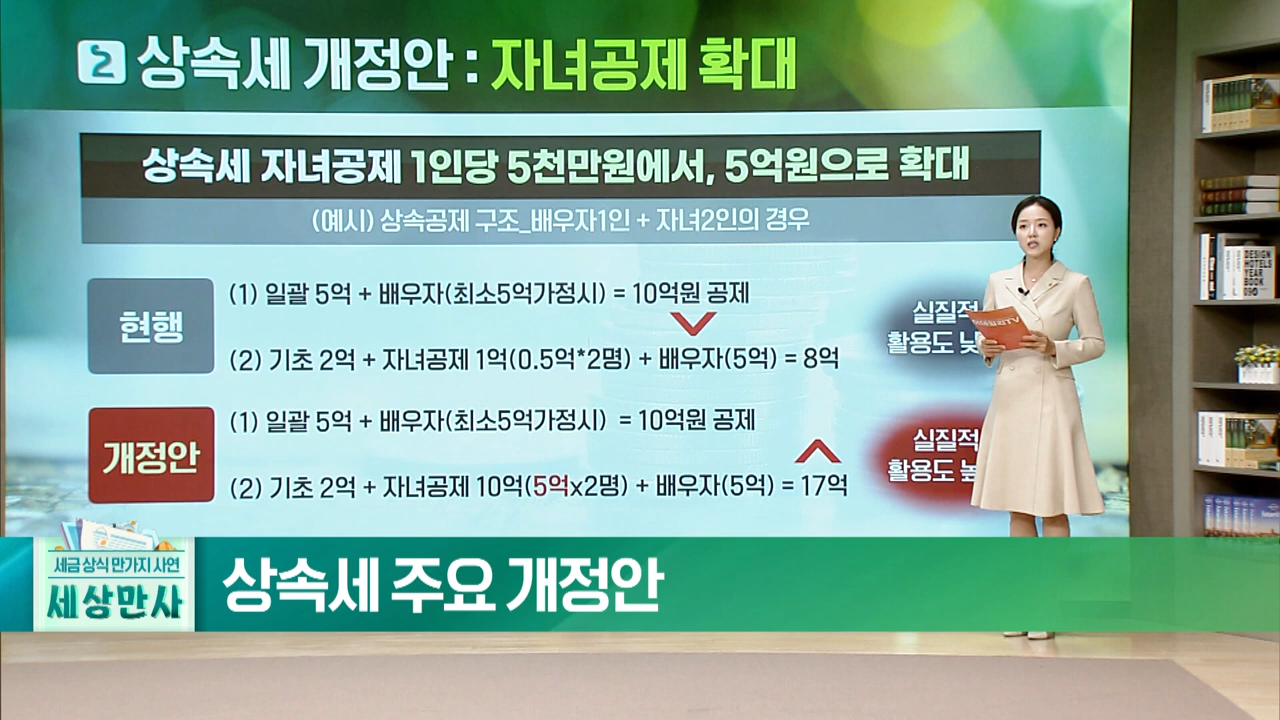 2 상속세 개정안 : 자녀공제 확대
상속세 자녀공제 1인당 5천만원에서, 5억원으로 확대
(예시) 상속공제 구조_배우자1인 + 자녀2인의 경우
현행
(1) 일괄 5억 + 배우자(최소5억가정시) = 10억원 공제
(2) 기초 2억 + 자녀공제 1억(0.5억*2명) + 배우자(5억) = 8억
실질적
활용도
개정안
(1) 일괄 5억 + 배우자(최소5억가정시) = 10억원 공제
(2) 기초 2억 + 자녀공제 10억(5억x2명) + 배우자(5억) = 17억
실질적
활용도
DESIGN
HOTELS
YEAR
BOOK
세금 상식 만가지 사연
세상만사
상속세 주요 개정안